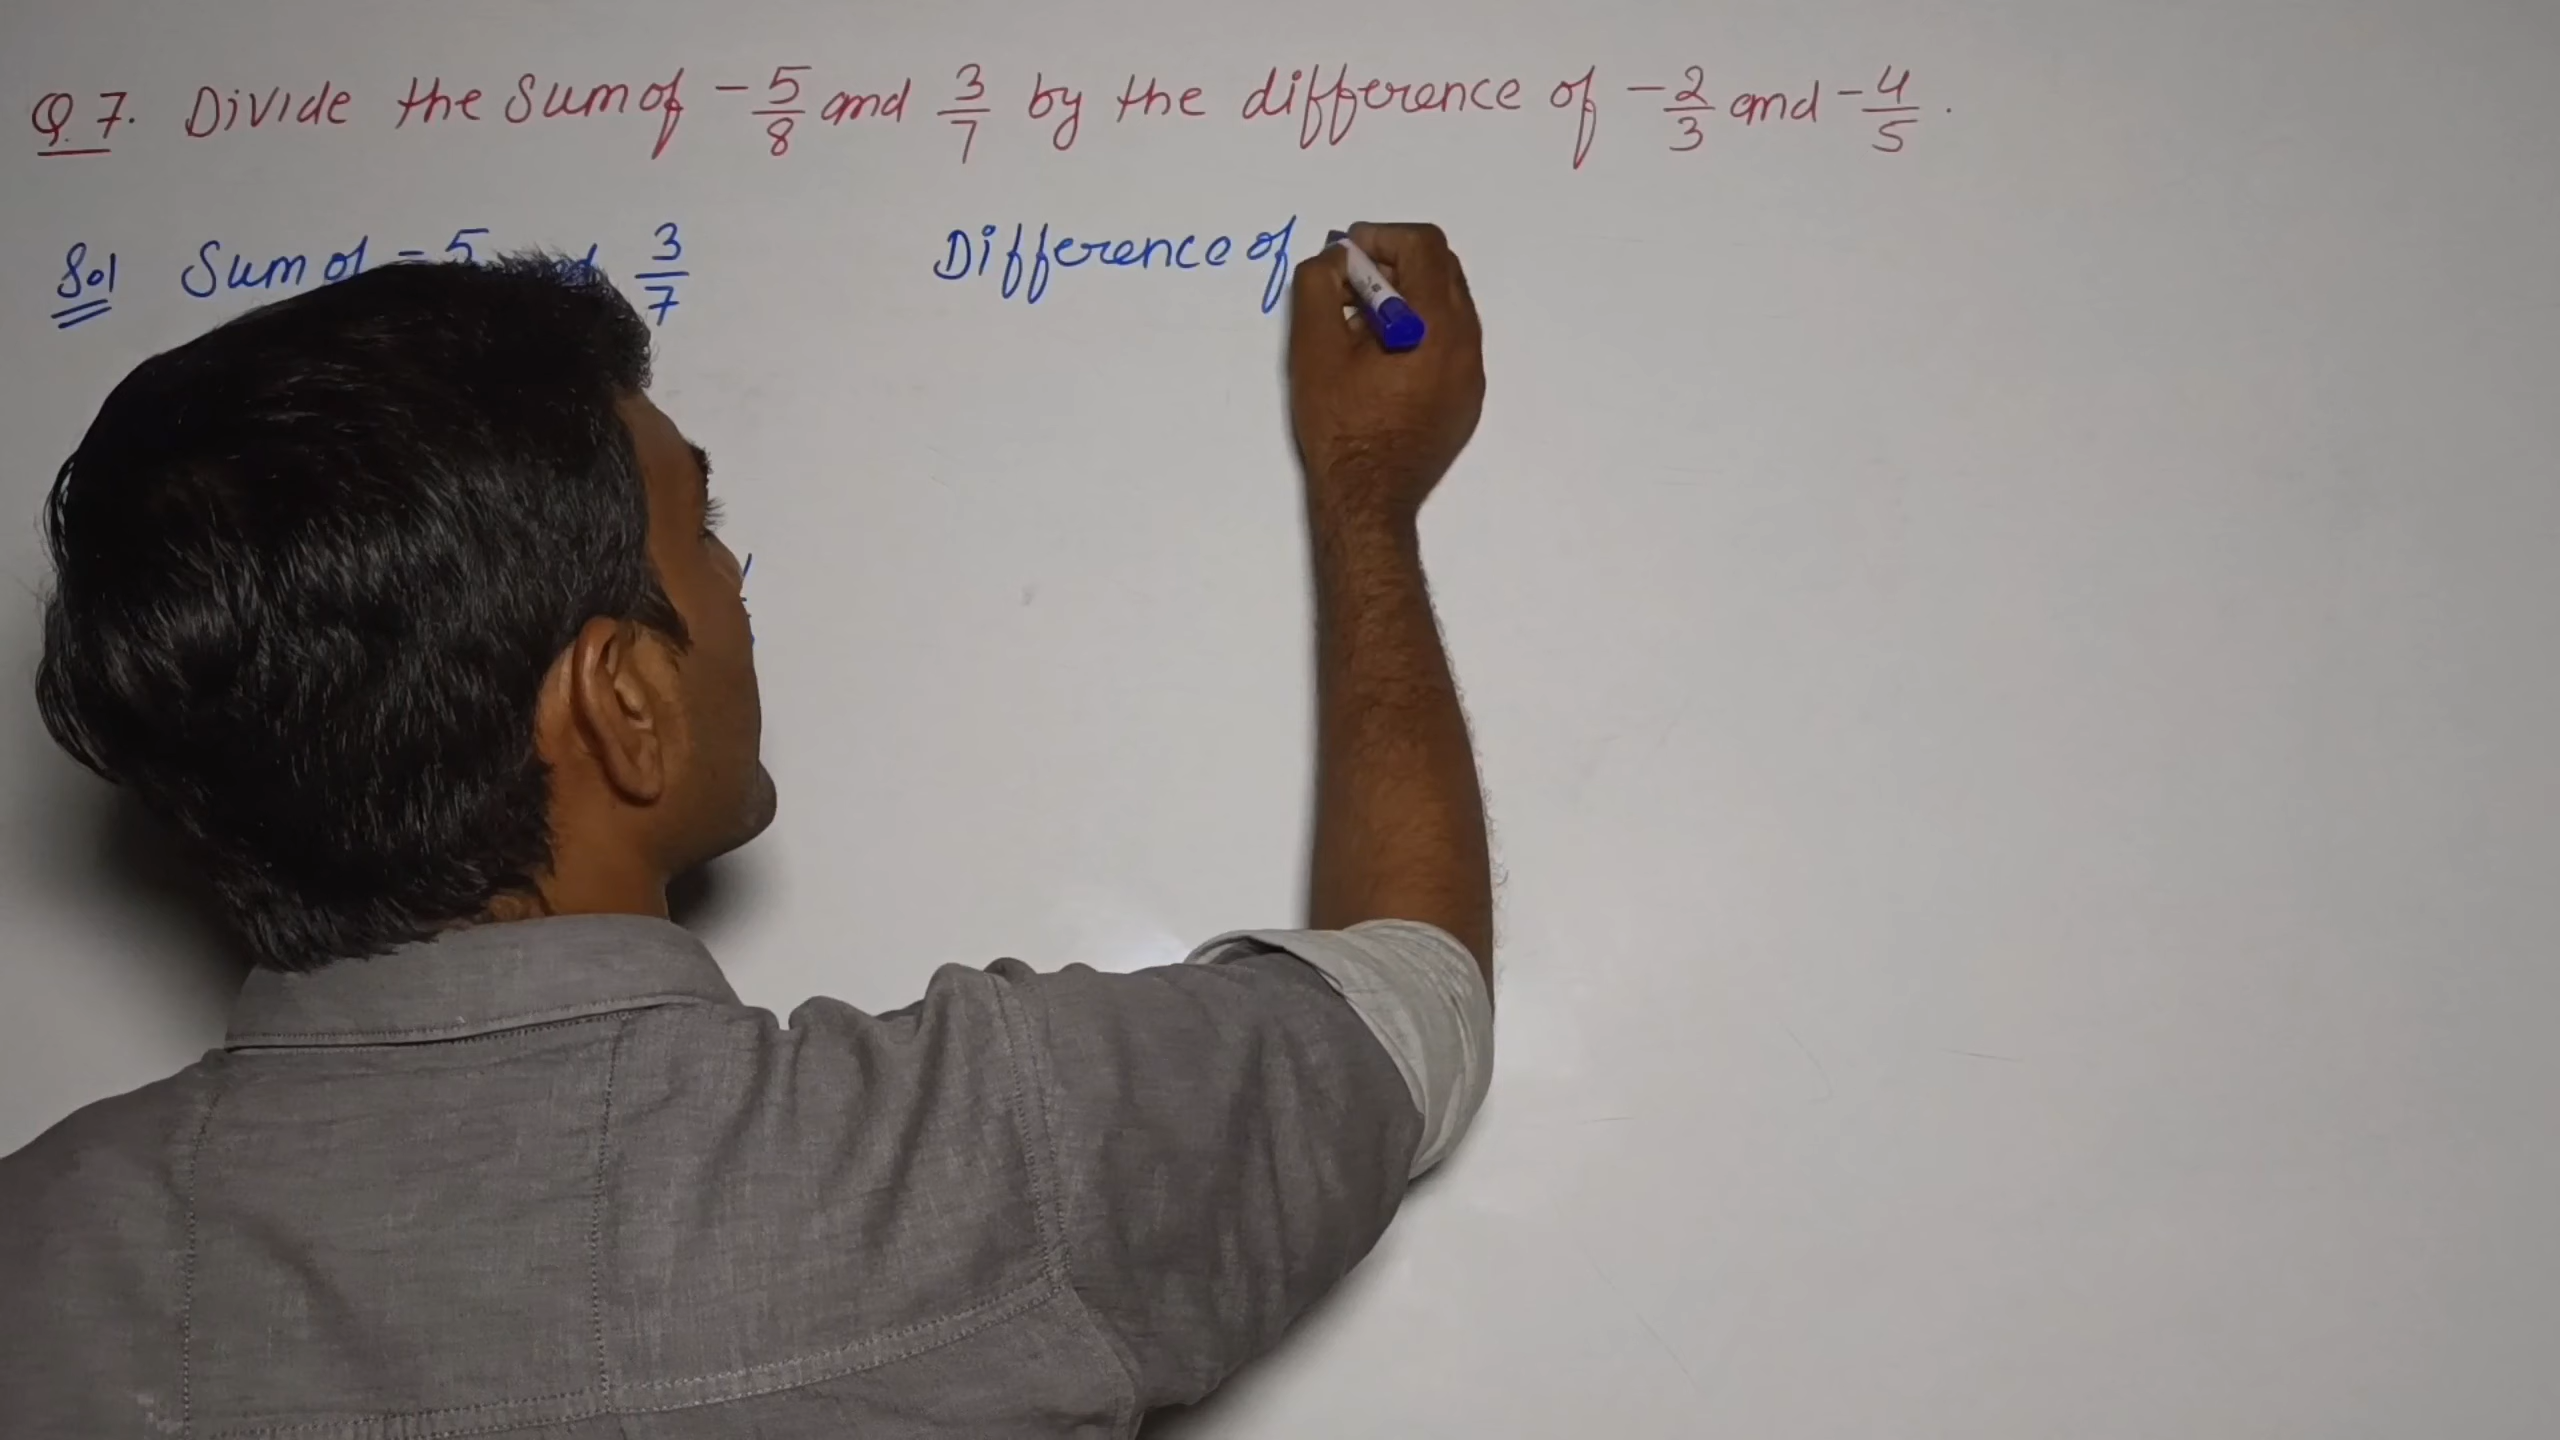 Q.7. Divide the Sum of -5/8 and 3/7 by the difference of -2/3 and -4/5.
Sol Sum of -5 3/7
Difference of